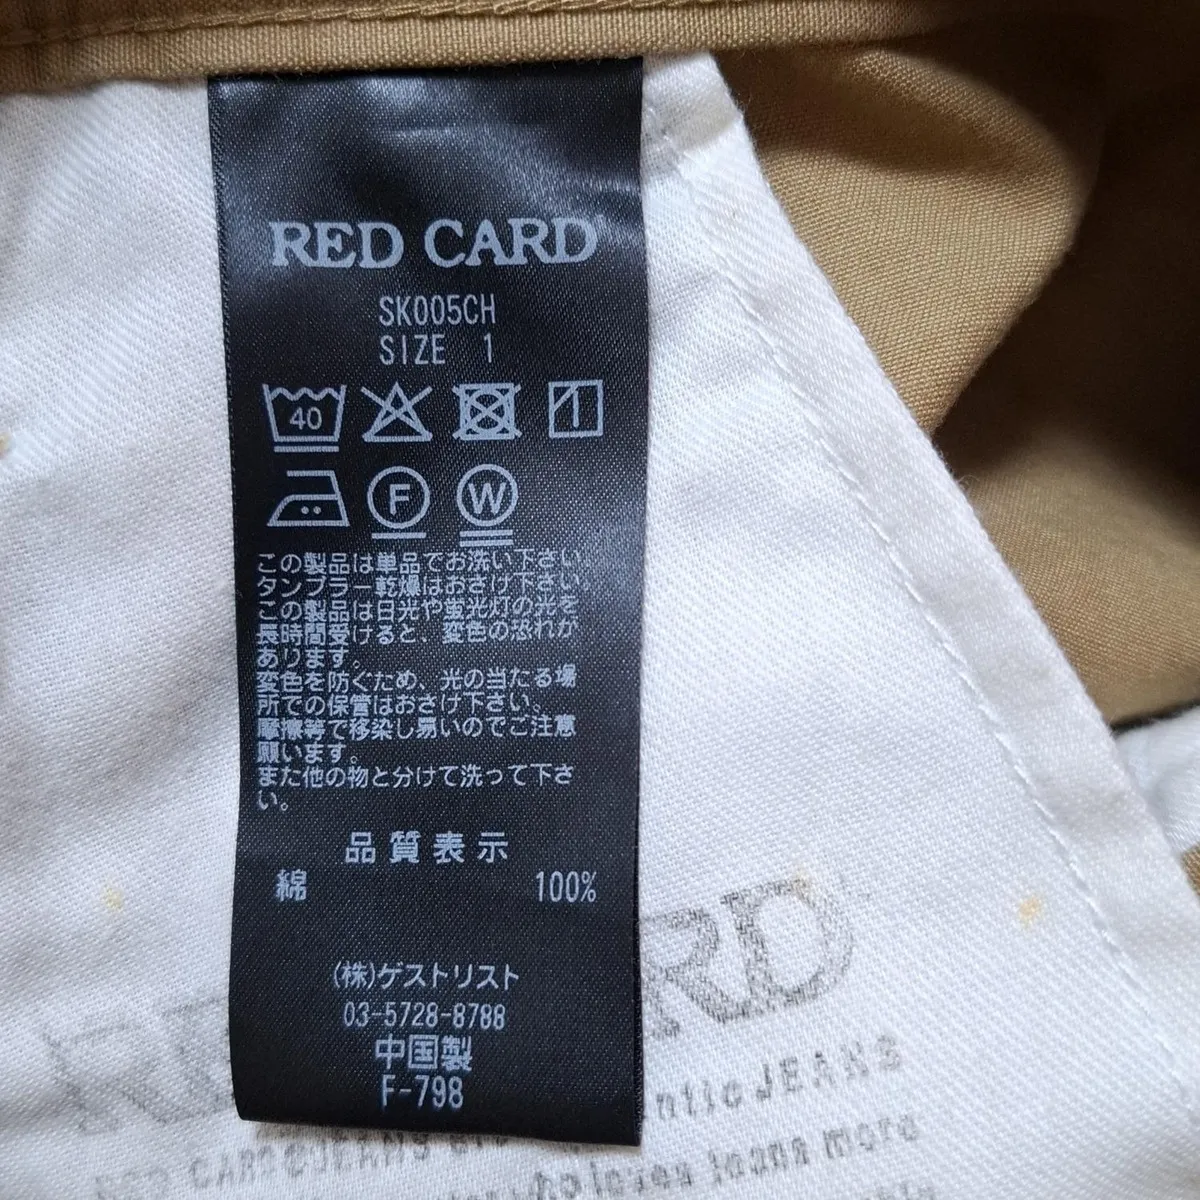 RED CARD
SK005CH
SIZE 1
40
F W
この製品は単品でお洗い下さい
タンブラー乾燥はおさけ下さい
この製品は日光や蛍光灯の光を
長時間受けると、変色の恐れが
あります。
変色を防ぐため、光の当たる場
所での保管はおさけ下さい。
摩擦等で移染し易いのでご注意
願います。
また他の物と分けて洗って下さ
い。
品質表示
綿 100%
(株)ゲストリスト
03-5728-8788
中国製
F-798
RD
JEANS
RED CARD JEANS
jeans more